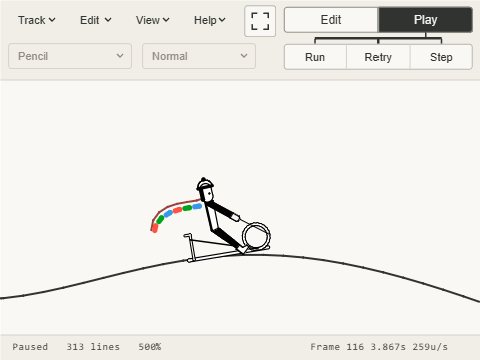 Track Edit View Help Edit Play
Pencil Normal Run Retry Step
Paused 313 lines 500% Frame 116 3.867s 259u/s